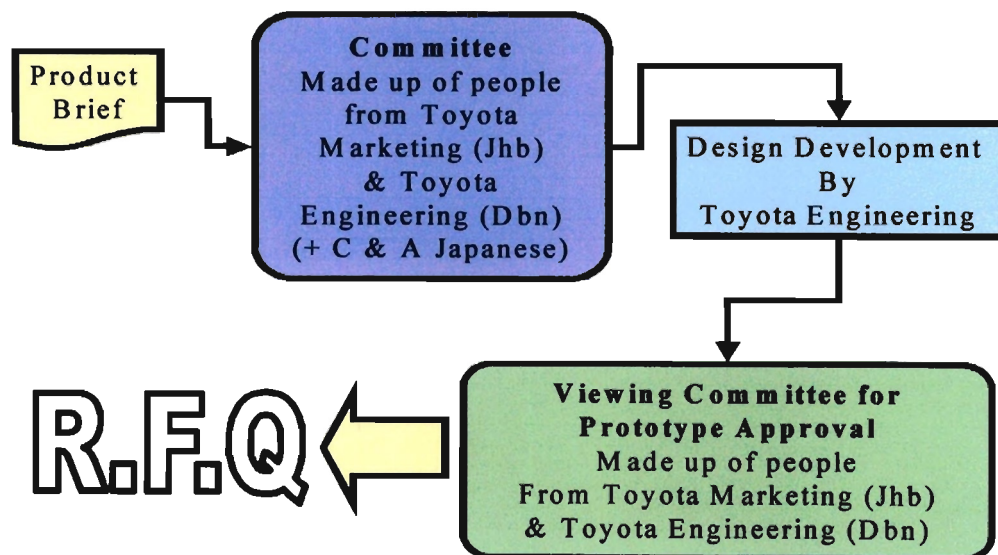 Product
Brief
Committee
Made up of people
from Toyota
Marketing (Jhb)
& Toyota
Engineering (Dbn)
(+ C & A Japanese)
Design Development
By
Toyota Engineering
Viewing Committee for
Prototype Approval
Made up of people
From Toyota Marketing (Jhb)
& Toyota Engineering (Dbn)
R.F.Q